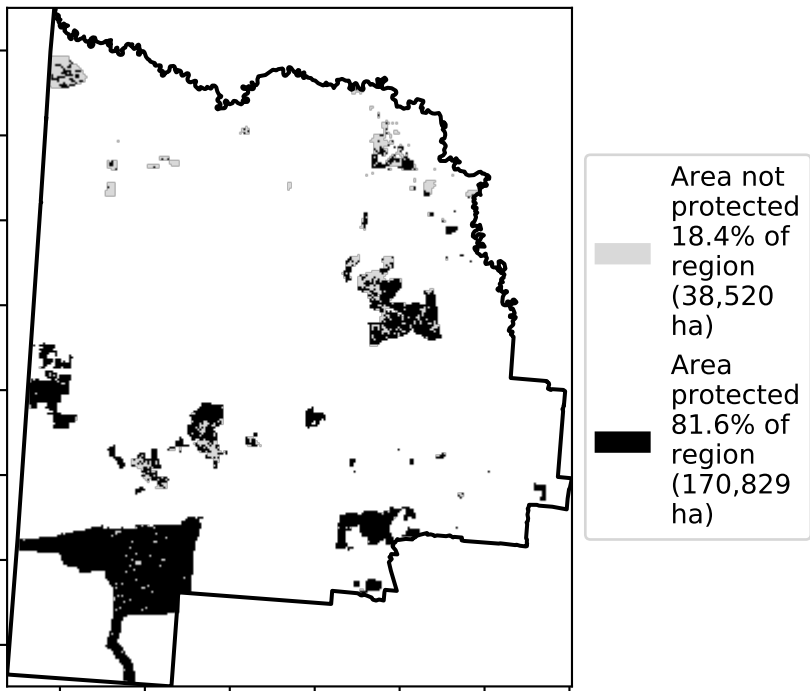 Area not
protected
18.4% of
region
(38,520
ha)
Area
protected
81.6% of
region
(170,829
ha)